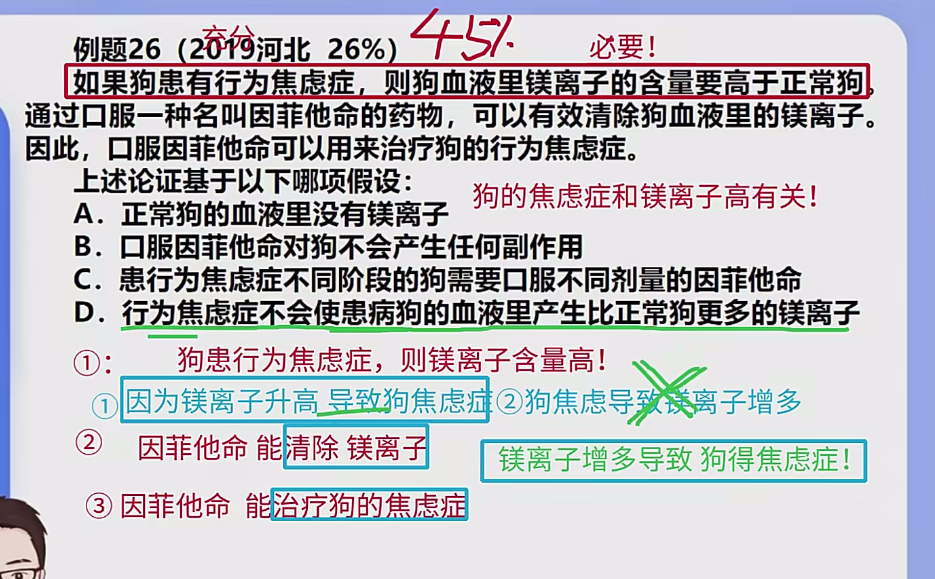 充分
45%
例题26（2019河北 26%）
必要！
如果狗患有行为焦虑症，则狗血液里镁离子的含量要高于正常狗。
通过口服一种名叫因菲他命的药物，可以有效清除狗血液里的镁离子。
因此，口服因菲他命可以用来治疗狗的行为焦虑症。
上述论证基于以下哪项假设：
狗的焦虑症和镁离子高有关！
A．正常狗的血液里没有镁离子
B．口服因菲他命对狗不会产生任何副作用
C．患行为焦虑症不同阶段的狗需要口服不同剂量的因菲他命
D．行为焦虑症不会使患病狗的血液里产生比正常狗更多的镁离子
①： 狗患行为焦虑症，则镁离子含量高！
① 因为镁离子升高 导致狗焦虑症 ②狗焦虑导致镁离子增多
② 因菲他命 能清除 镁离子
镁离子增多导致 狗得焦虑症！
③ 因菲他命 能治疗狗的焦虑症